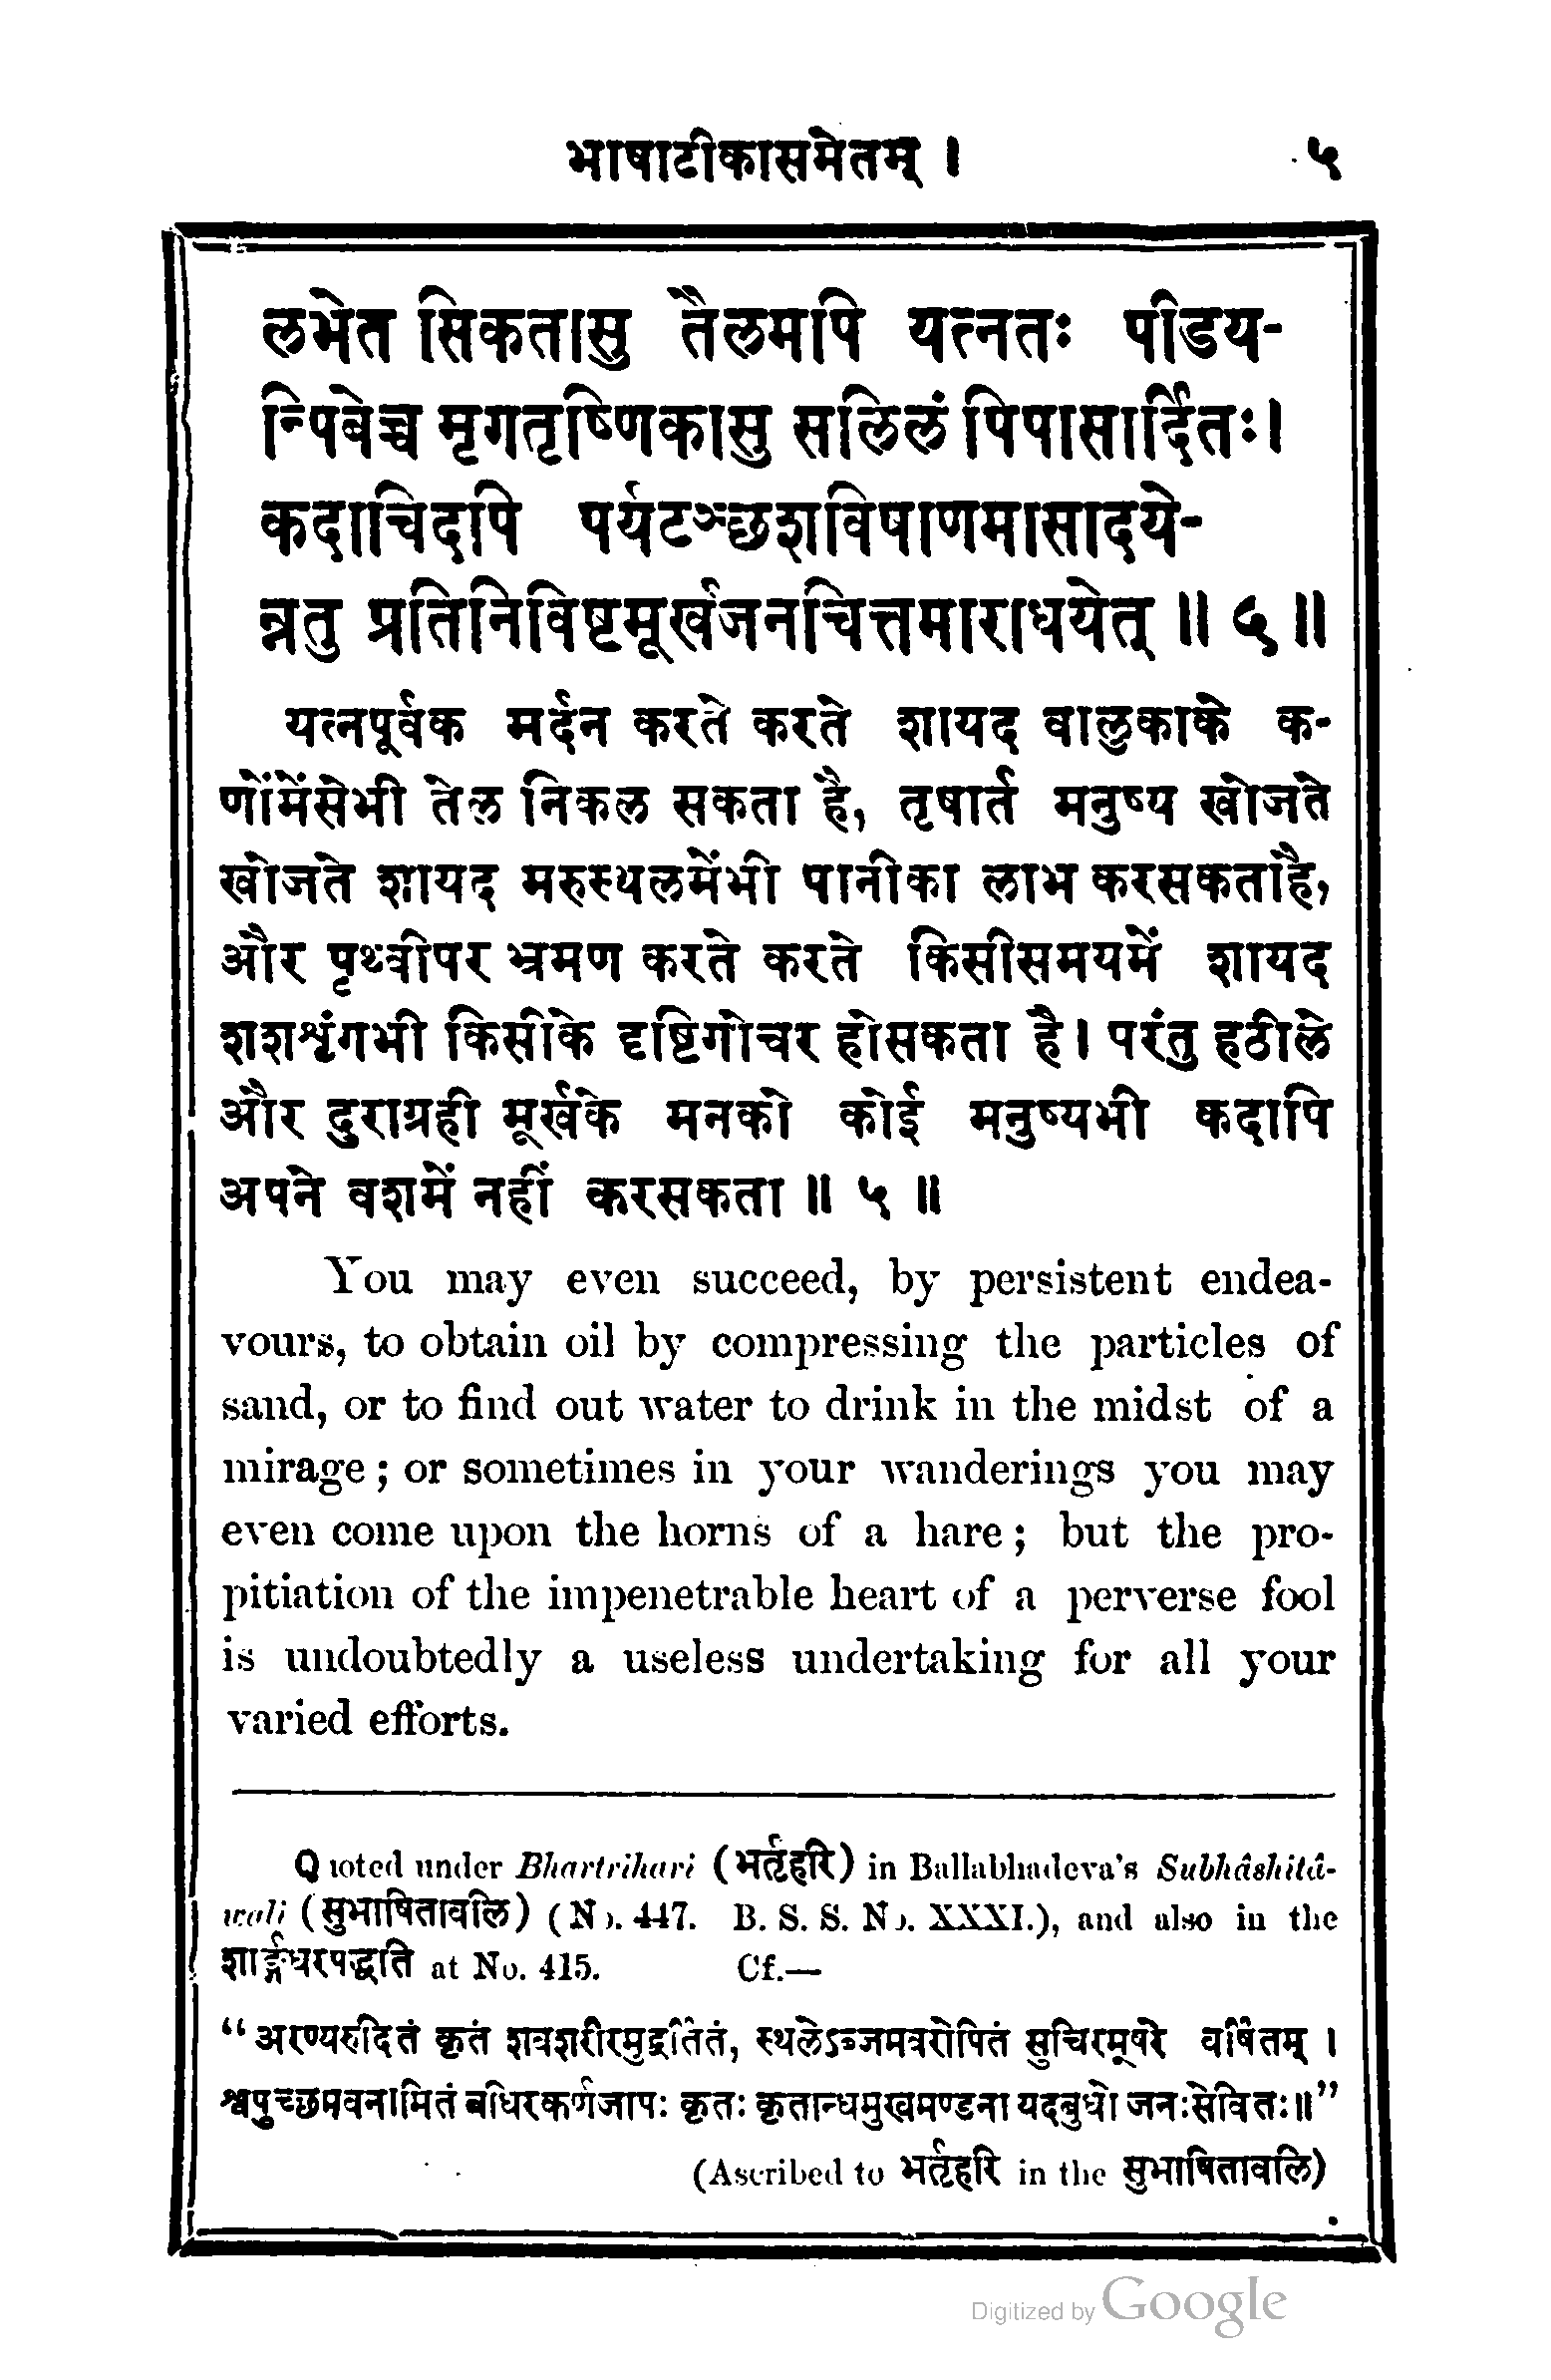 भाषाटीकासमेतम् । ५
लभेत सिकतासु तैलमपि यत्नतः पीडय-
न्पिबेच्च मृगतृष्णिकासु सलिलं पिपासार्दितः।
कदाचिदपि पर्यटञ्छशविषाणमासादये-
न्नतु प्रतिनिविष्टमूर्खजनचित्तमाराधयेत् ॥ ५ ॥
यत्नपूर्वक मर्दन करते करते शायद वालुकाके क-
णोंमेंसेभी तेल निकल सकता है, तृषार्त मनुष्य खोजते
खोजते शायद मरुस्थलमेंभी पानीका लाभ करसकताहै,
और पृथ्वीपर भ्रमण करते करते किसीसमयमें शायद
शशशृंगभी किसीके दृष्टिगोचर होसकता है। परंतु हठीले
और दुराग्रही मूर्खके मनको कोई मनुष्यभी कदापि
अपने वशमें नहीं करसकता ॥ ५ ॥
You may even succeed, by persistent endea-
vours, to obtain oil by compressing the particles of
sand, or to find out water to drink in the midst of a
mirage; or sometimes in your wanderings you may
even come upon the horns of a hare; but the pro-
pitiation of the impenetrable heart of a perverse fool
is undoubtedly a useless undertaking for all your
varied efforts.
Quoted under Bhartrihari (भर्तृहरि) in Ballabhadeva's Subhâshitâ-
wali (सुभाषितावलि) (No. 447. B. S. S. No. XXXI.), and also in the
शार्ङ्गधरपद्धति at No. 415. Cf.—
“अरण्यरुदितं कृतं शवशरीरमुद्वर्तितं, स्थलेऽब्जमवरोपितं सुचिरमूषरे वर्षितम् ।
श्वपुच्छमवनामितं बधिरकर्णजापः कृतः कृतान्धमुखमण्डना यदबुधो जनःसेवितः॥”
(Ascribed to भर्तृहरि in the सुभाषितावलि)
Digitized by Google